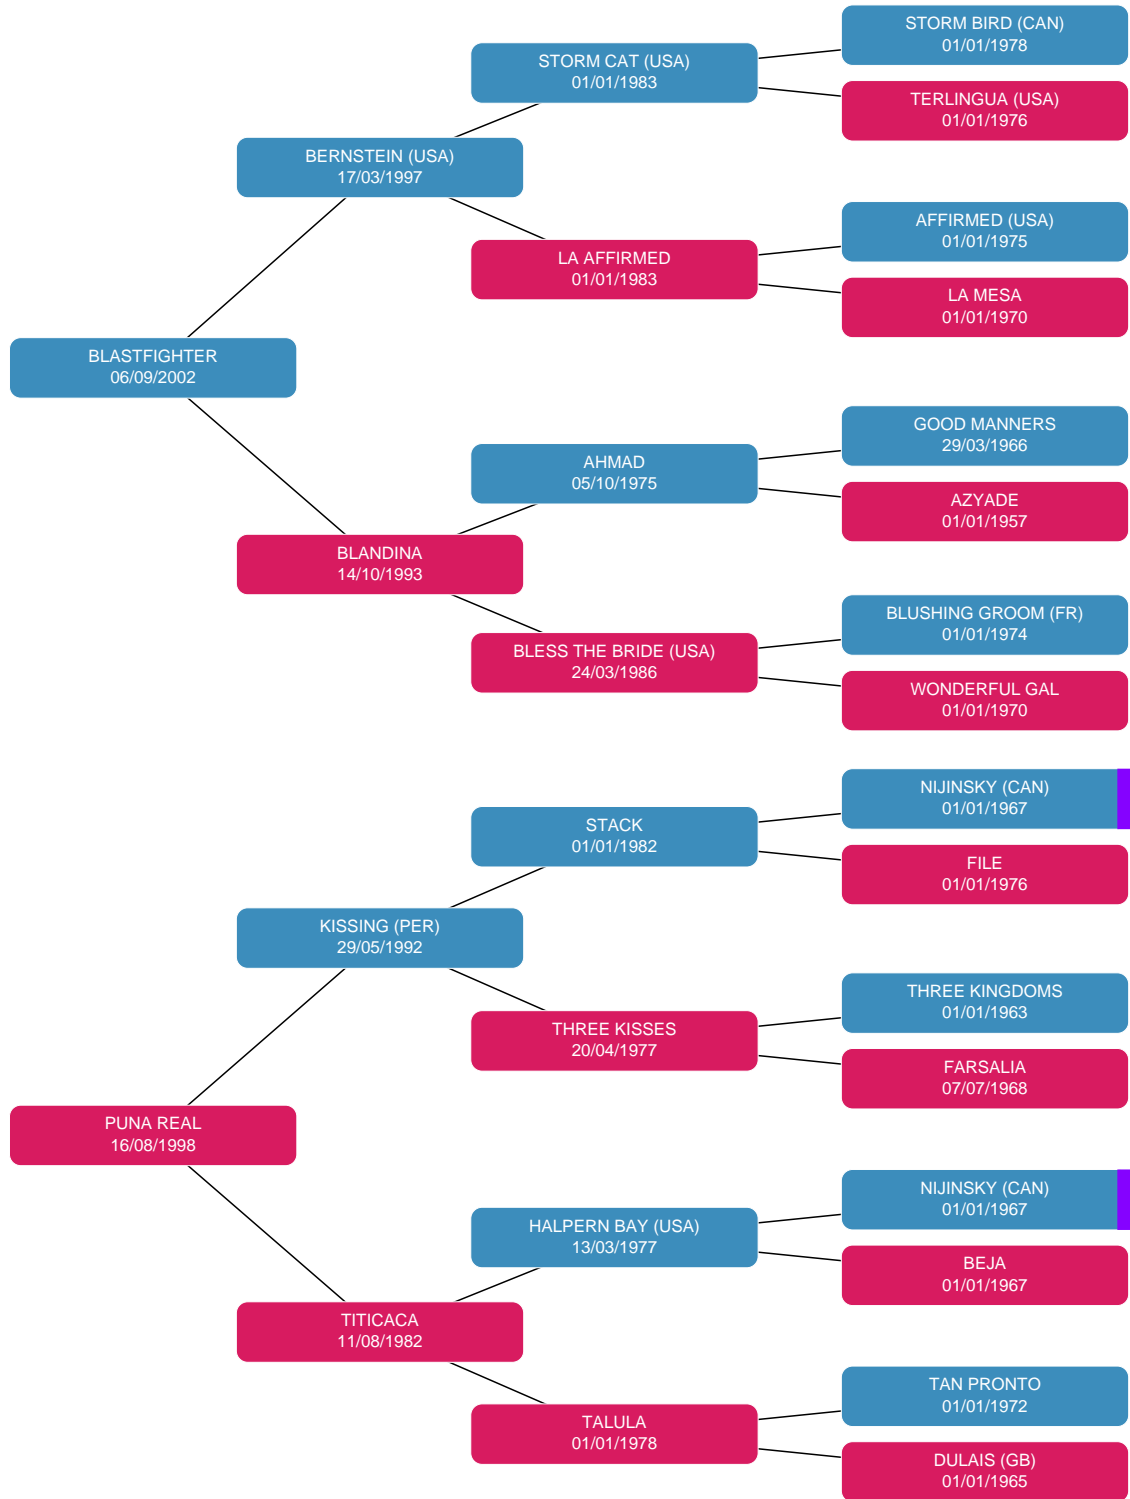 STORM BIRD (CAN)
01/01/1978
STORM CAT (USA)
01/01/1983
TERLINGUA (USA)
01/01/1976
BERNSTEIN (USA)
17/03/1997
AFFIRMED (USA)
01/01/1975
LA AFFIRMED
01/01/1983
LA MESA
01/01/1970
BLASTFIGHTER
06/09/2002
GOOD MANNERS
29/03/1966
AHMAD
05/10/1975
AZYADE
01/01/1957
BLANDINA
14/10/1993
BLUSHING GROOM (FR)
01/01/1974
BLESS THE BRIDE (USA)
24/03/1986
WONDERFUL GAL
01/01/1970
NIJINSKY (CAN)
01/01/1967
STACK
01/01/1982
FILE
01/01/1976
KISSING (PER)
29/05/1992
THREE KINGDOMS
01/01/1963
THREE KISSES
20/04/1977
FARSALIA
07/07/1968
PUNA REAL
16/08/1998
NIJINSKY (CAN)
01/01/1967
HALPERN BAY (USA)
13/03/1977
BEJA
01/01/1967
TITICACA
11/08/1982
TAN PRONTO
01/01/1972
TALULA
01/01/1978
DULAIS (GB)
01/01/1965